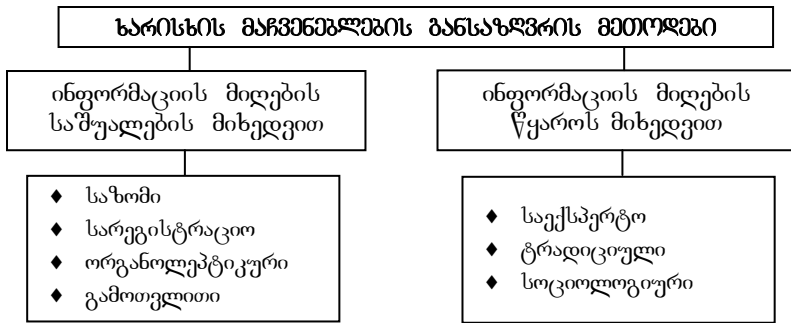 ხარისხის მაჩვენებლების განსაზღვრის მეთოდები
ინფორმაციის მიღების
საშუალების მიხედვით
ინფორმაციის მიღების
წყაროს მიხედვით
♦ საზომი
♦ სარეგისტრაციო
♦ ორგანოლეპტიკური
♦ გამოთვლითი
♦ საექსპერტო
♦ ტრადიციული
♦ სოციოლოგიური